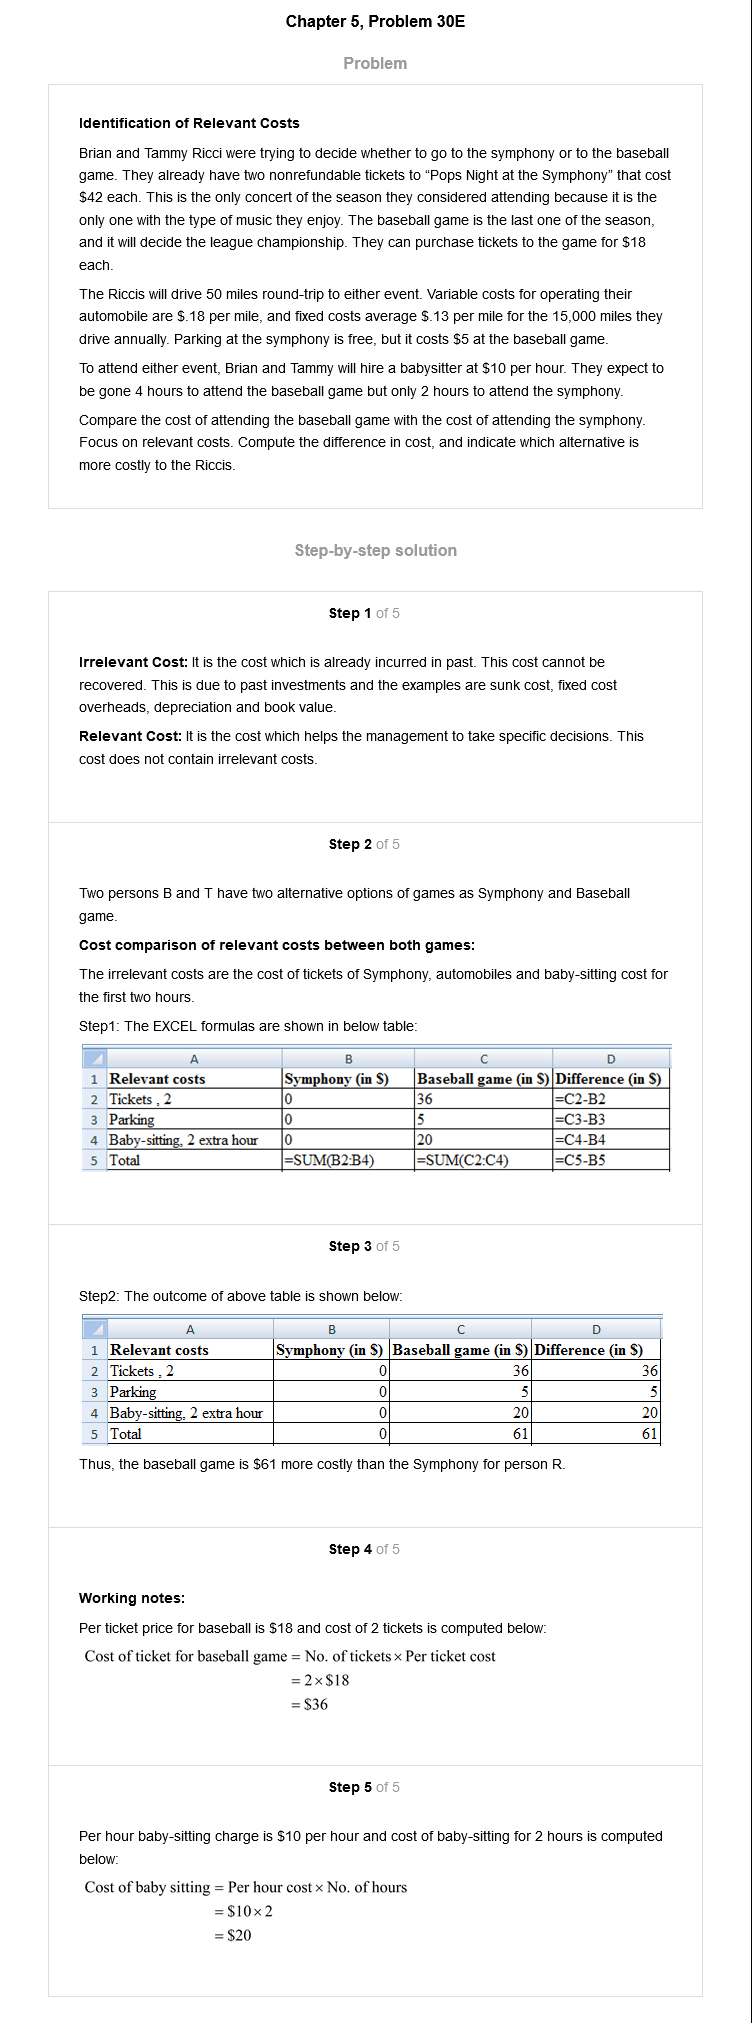 Chapter 5, Problem 30E
Problem
Identification of Relevant Costs
Brian and Tammy Ricci were trying to decide whether to go to the symphony or to the baseball
game. They already have two nonrefundable tickets to “Pops Night at the Symphony” that cost
$42 each. This is the only concert of the season they considered attending because it is the
only one with the type of music they enjoy. The baseball game is the last one of the season,
and it will decide the league championship. They can purchase tickets to the game for $18
each.
The Riccis will drive 50 miles round-trip to either event. Variable costs for operating their
automobile are $.18 per mile, and fixed costs average $.13 per mile for the 15,000 miles they
drive annually. Parking at the symphony is free, but it costs $5 at the baseball game.
To attend either event, Brian and Tammy will hire a babysitter at $10 per hour. They expect to
be gone 4 hours to attend the baseball game but only 2 hours to attend the symphony.
Compare the cost of attending the baseball game with the cost of attending the symphony.
Focus on relevant costs. Compute the difference in cost, and indicate which alternative is
more costly to the Riccis.
Step-by-step solution
Step 1 of 5
Irrelevant Cost: It is the cost which is already incurred in past. This cost cannot be
recovered. This is due to past investments and the examples are sunk cost, fixed cost
overheads, depreciation and book value.
Relevant Cost: It is the cost which helps the management to take specific decisions. This
cost does not contain irrelevant costs.
Step 2 of 5
Two persons B and T have two alternative options of games as Symphony and Baseball
game.
Cost comparison of relevant costs between both games:
The irrelevant costs are the cost of tickets of Symphony, automobiles and baby-sitting cost for
the first two hours.
Step1: The EXCEL formulas are shown in below table:
A B C D
1 Relevant costs Symphony (in $) Baseball game (in $) Difference (in $)
2 Tickets , 2 0 36 =C2-B2
3 Parking 0 5 =C3-B3
4 Baby-sitting, 2 extra hour 0 20 =C4-B4
5 Total =SUM(B2:B4) =SUM(C2:C4) =C5-B5
Step 3 of 5
Step2: The outcome of above table is shown below:
A B C D
1 Relevant costs Symphony (in $) Baseball game (in $) Difference (in $)
2 Tickets , 2 0 36 36
3 Parking 0 5 5
4 Baby-sitting, 2 extra hour 0 20 20
5 Total 0 61 61
Thus, the baseball game is $61 more costly than the Symphony for person R.
Step 4 of 5
Working notes:
Per ticket price for baseball is $18 and cost of 2 tickets is computed below:
Cost of ticket for baseball game = No. of tickets × Per ticket cost
= 2 × $18
= $36
Step 5 of 5
Per hour baby-sitting charge is $10 per hour and cost of baby-sitting for 2 hours is computed
below:
Cost of baby sitting = Per hour cost × No. of hours
= $10 × 2
= $20